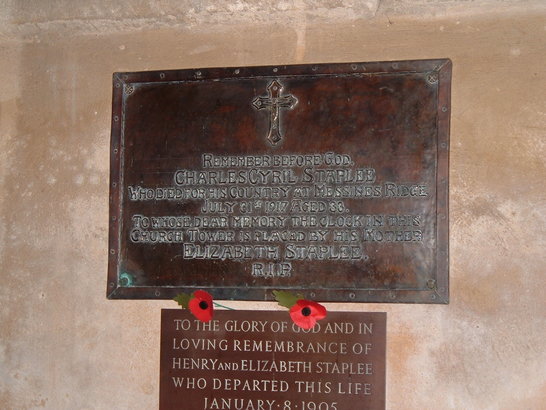 REMEMBER BEFORE GOD.
CHARLES CYRIL STAPLEE,
WHO DIED FOR HIS COUNTRY AT MESSINES RIDGE
JULY 31ST 1917 AGED 33.
TO WHOSE DEAR MEMORY THE CLOCK IN THIS
CHURCH TOWER IS PLACED BY HIS MOTHER
ELIZABETH STAPLEE.
R.I.P.
TO THE GLORY OF GOD AND IN
LOVING REMEMBRANCE OF
HENRY AND ELIZABETH STAPLEE
WHO DEPARTED THIS LIFE
JANUARY·8·1905